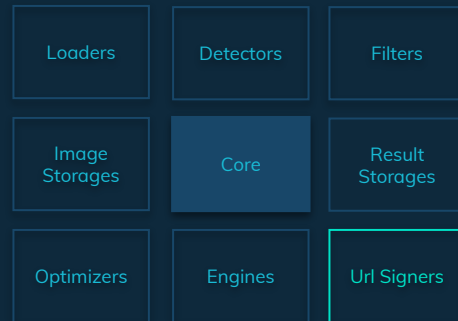 Loaders
Detectors
Filters
Image
Storages
Core
Result
Storages
Optimizers
Engines
Url Signers